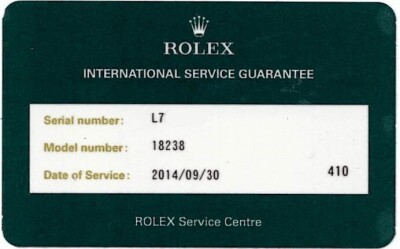 ROLEX
INTERNATIONAL SERVICE GUARANTEE
Serial number: L7
Model number: 18238
Date of Service: 2014/09/30 410
ROLEX Service Centre